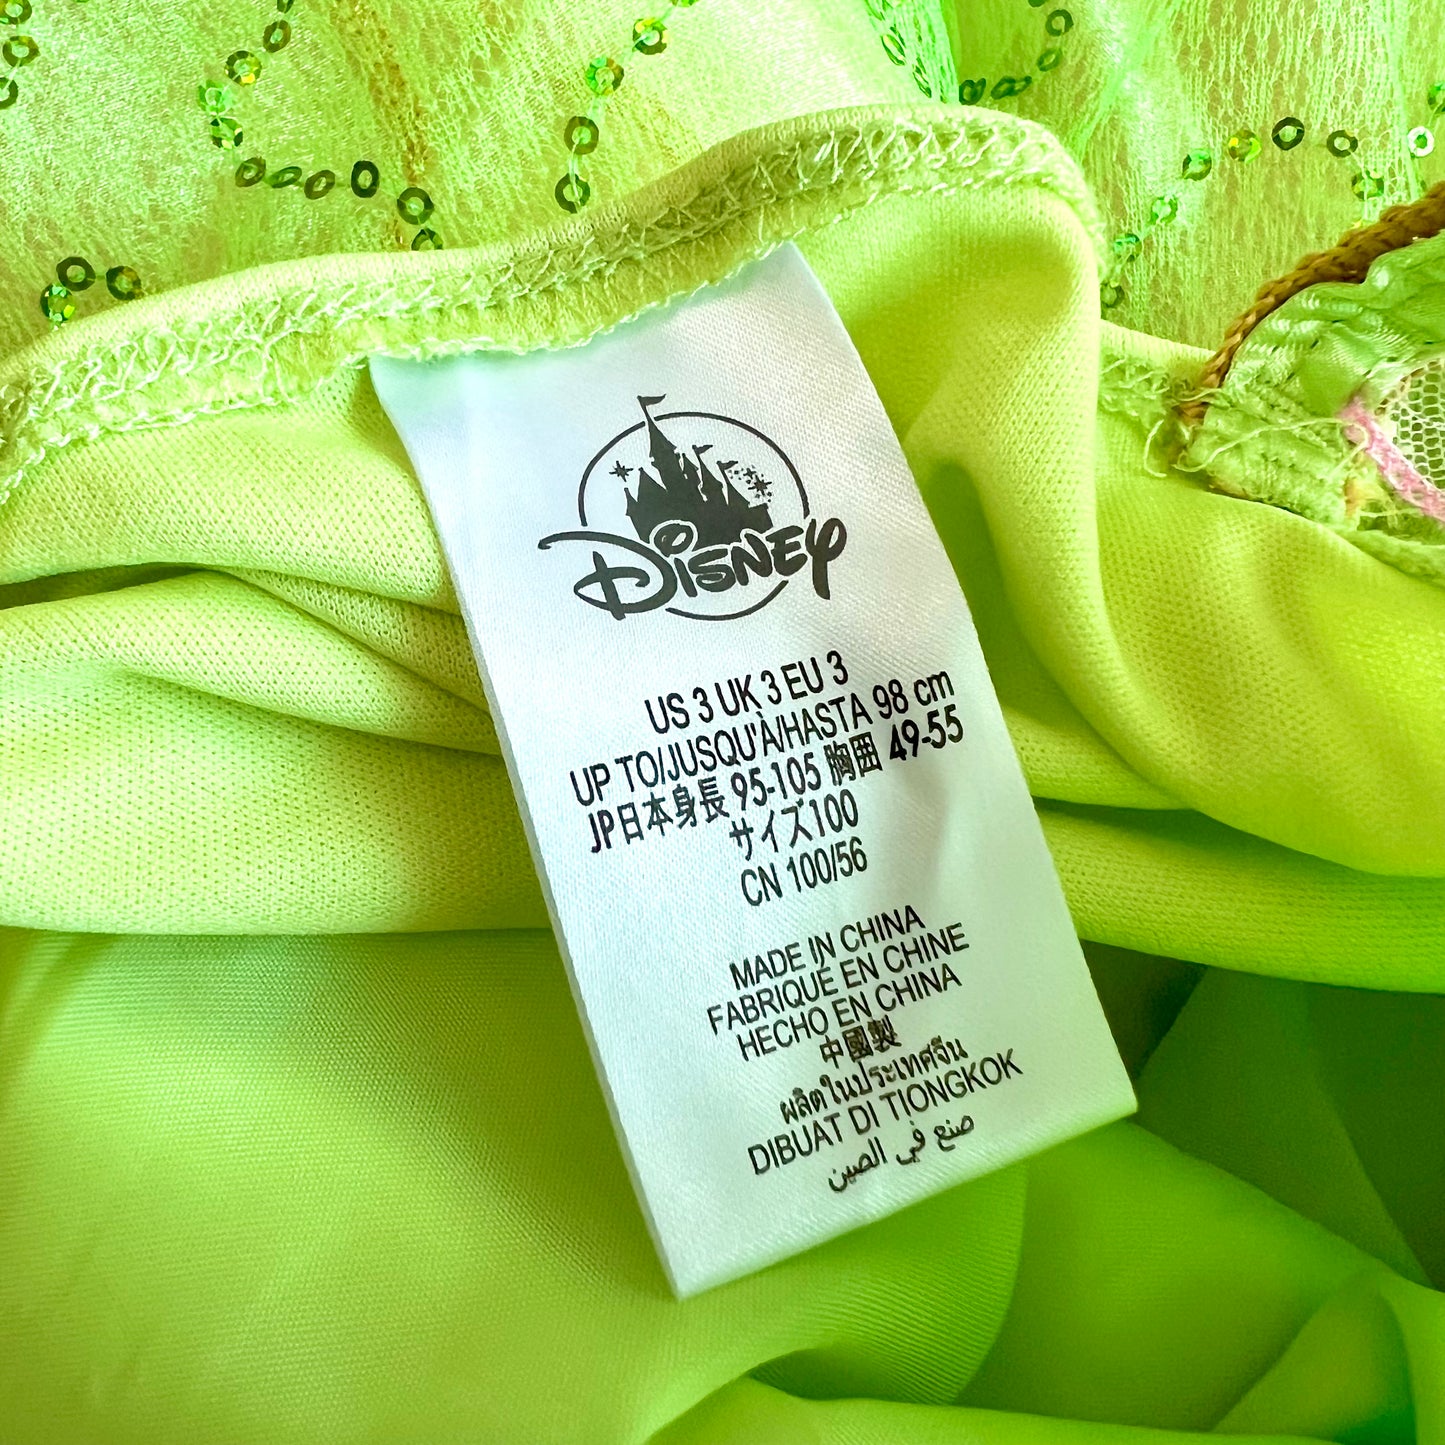 Disney
US 3 UK 3 EU 3
UP TO/JUSQU'À/HASTA 98 cm
JP日本身長 95-105 胸囲 49-55
サイズ100
CN 100/56
MADE IN CHINA
FABRIQUÉ EN CHINE
HECHO EN CHINA
中國製
ผลิตในประเทศจีน
DIBUAT DI TIONGKOK
صنع في الصين